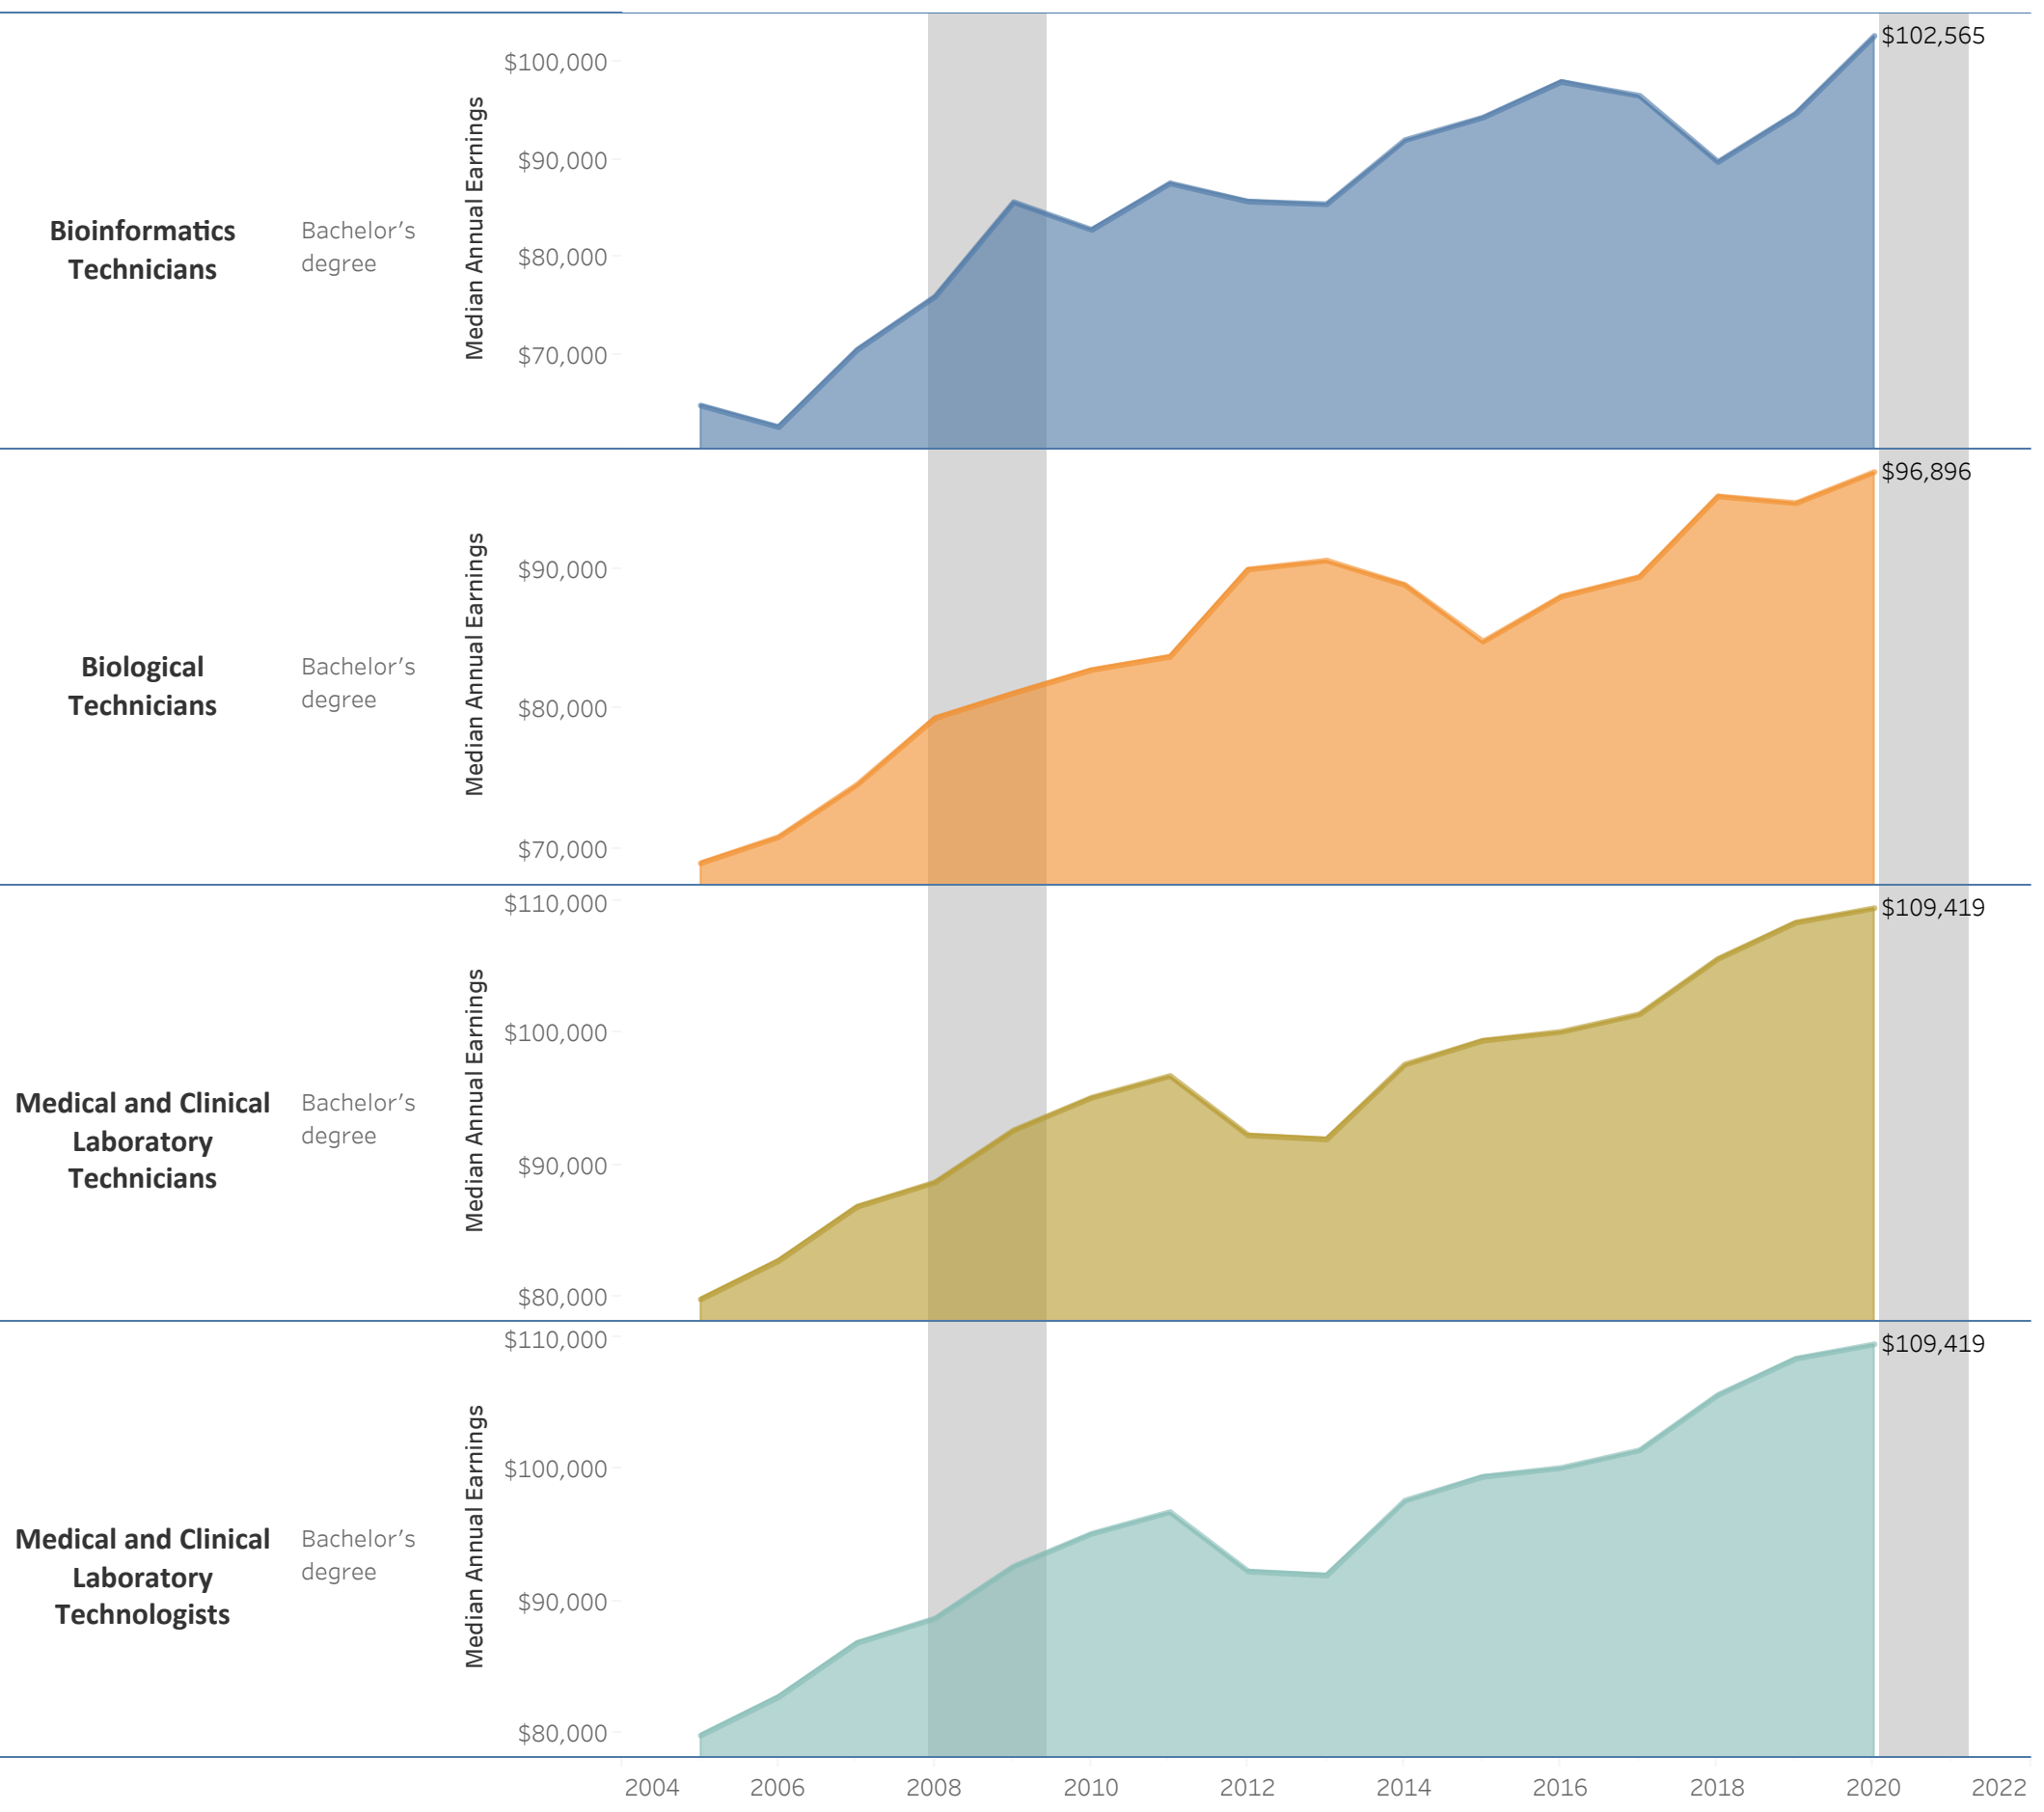 $102,565
$100,000
$90,000
$80,000
$70,000
Median Annual Earnings
Bioinformatics
Technicians
Bachelor's
degree
$96,896
$90,000
$80,000
$70,000
Median Annual Earnings
Biological
Technicians
Bachelor's
degree
$109,419
$110,000
$100,000
$90,000
$80,000
Median Annual Earnings
Medical and Clinical
Laboratory
Technicians
Bachelor's
degree
$109,419
$110,000
$100,000
$90,000
$80,000
Median Annual Earnings
Medical and Clinical
Laboratory
Technologists
Bachelor's
degree
2004 2006 2008 2010 2012 2014 2016 2018 2020 2022